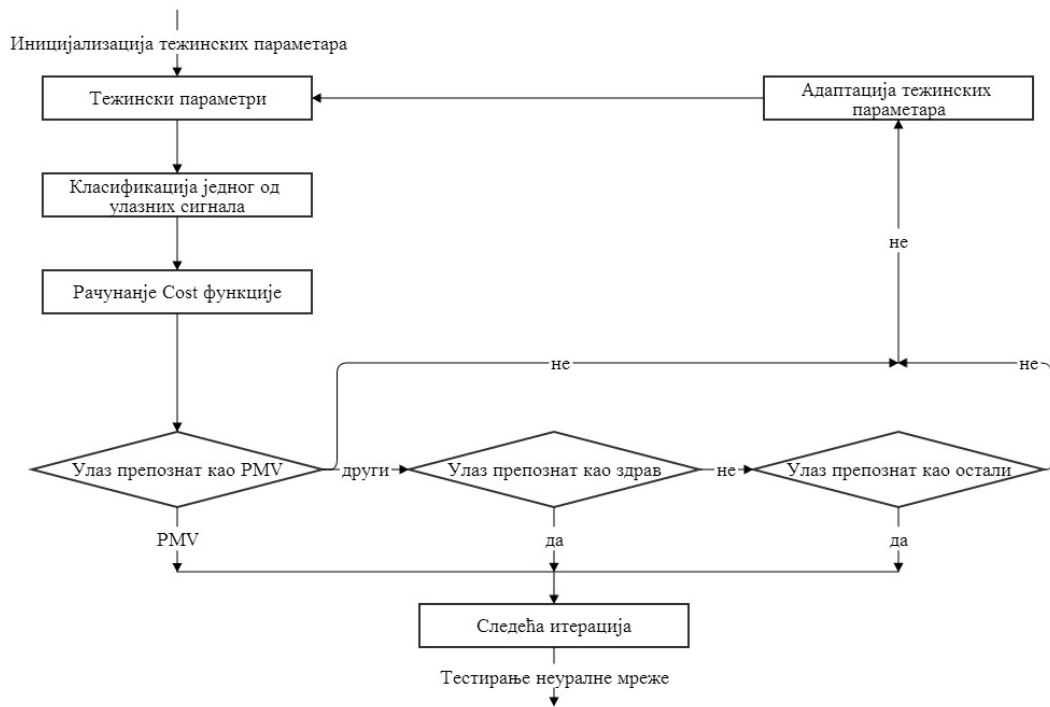 Иницијализација тежинских параметара
Тежински параметри
Адаптација тежинских
параметара
Класификација једног од
улазних сигнала
не
Рачунанје Cost функције
не
не
Улаз препознат као PMV
други
Улаз препознат као здрав
не
Улаз препознат као остали
PMV
да
да
Следећа итерација
Тестирање неуралне мреже